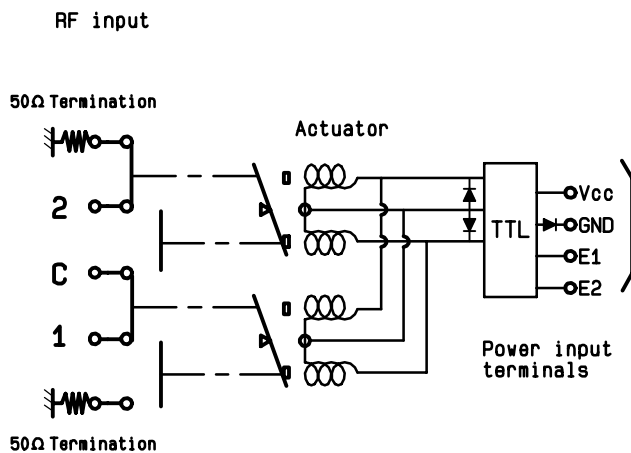 RF input
50Ω Termination
Actuator
2
C
1
TTL
Vcc
GND
E1
E2
Power input
terminals
50Ω Termination